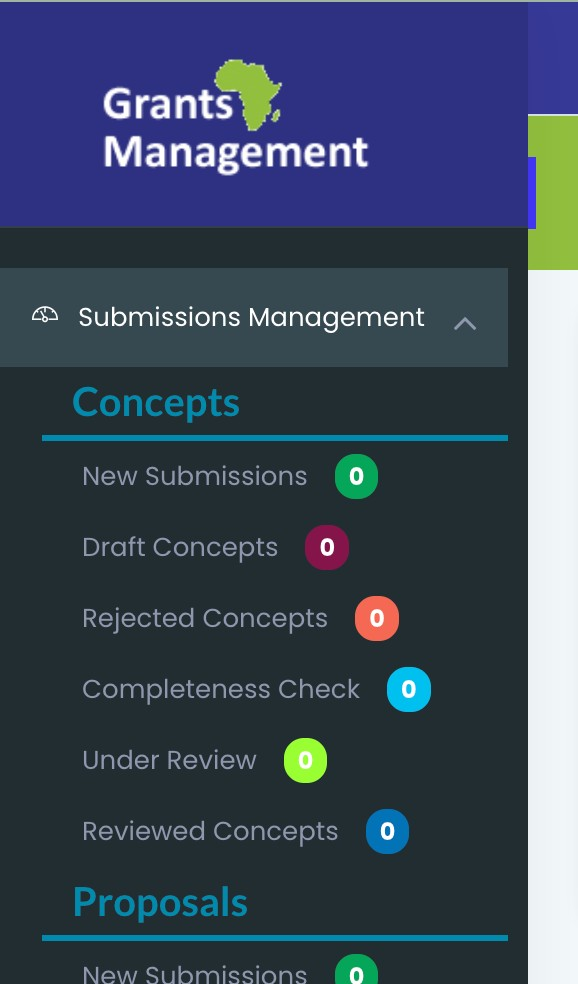 Grants
Management
Submissions Management
Concepts
New Submissions 0
Draft Concepts 0
Rejected Concepts 0
Completeness Check 0
Under Review 0
Reviewed Concepts 0
Proposals
New Submissions 0